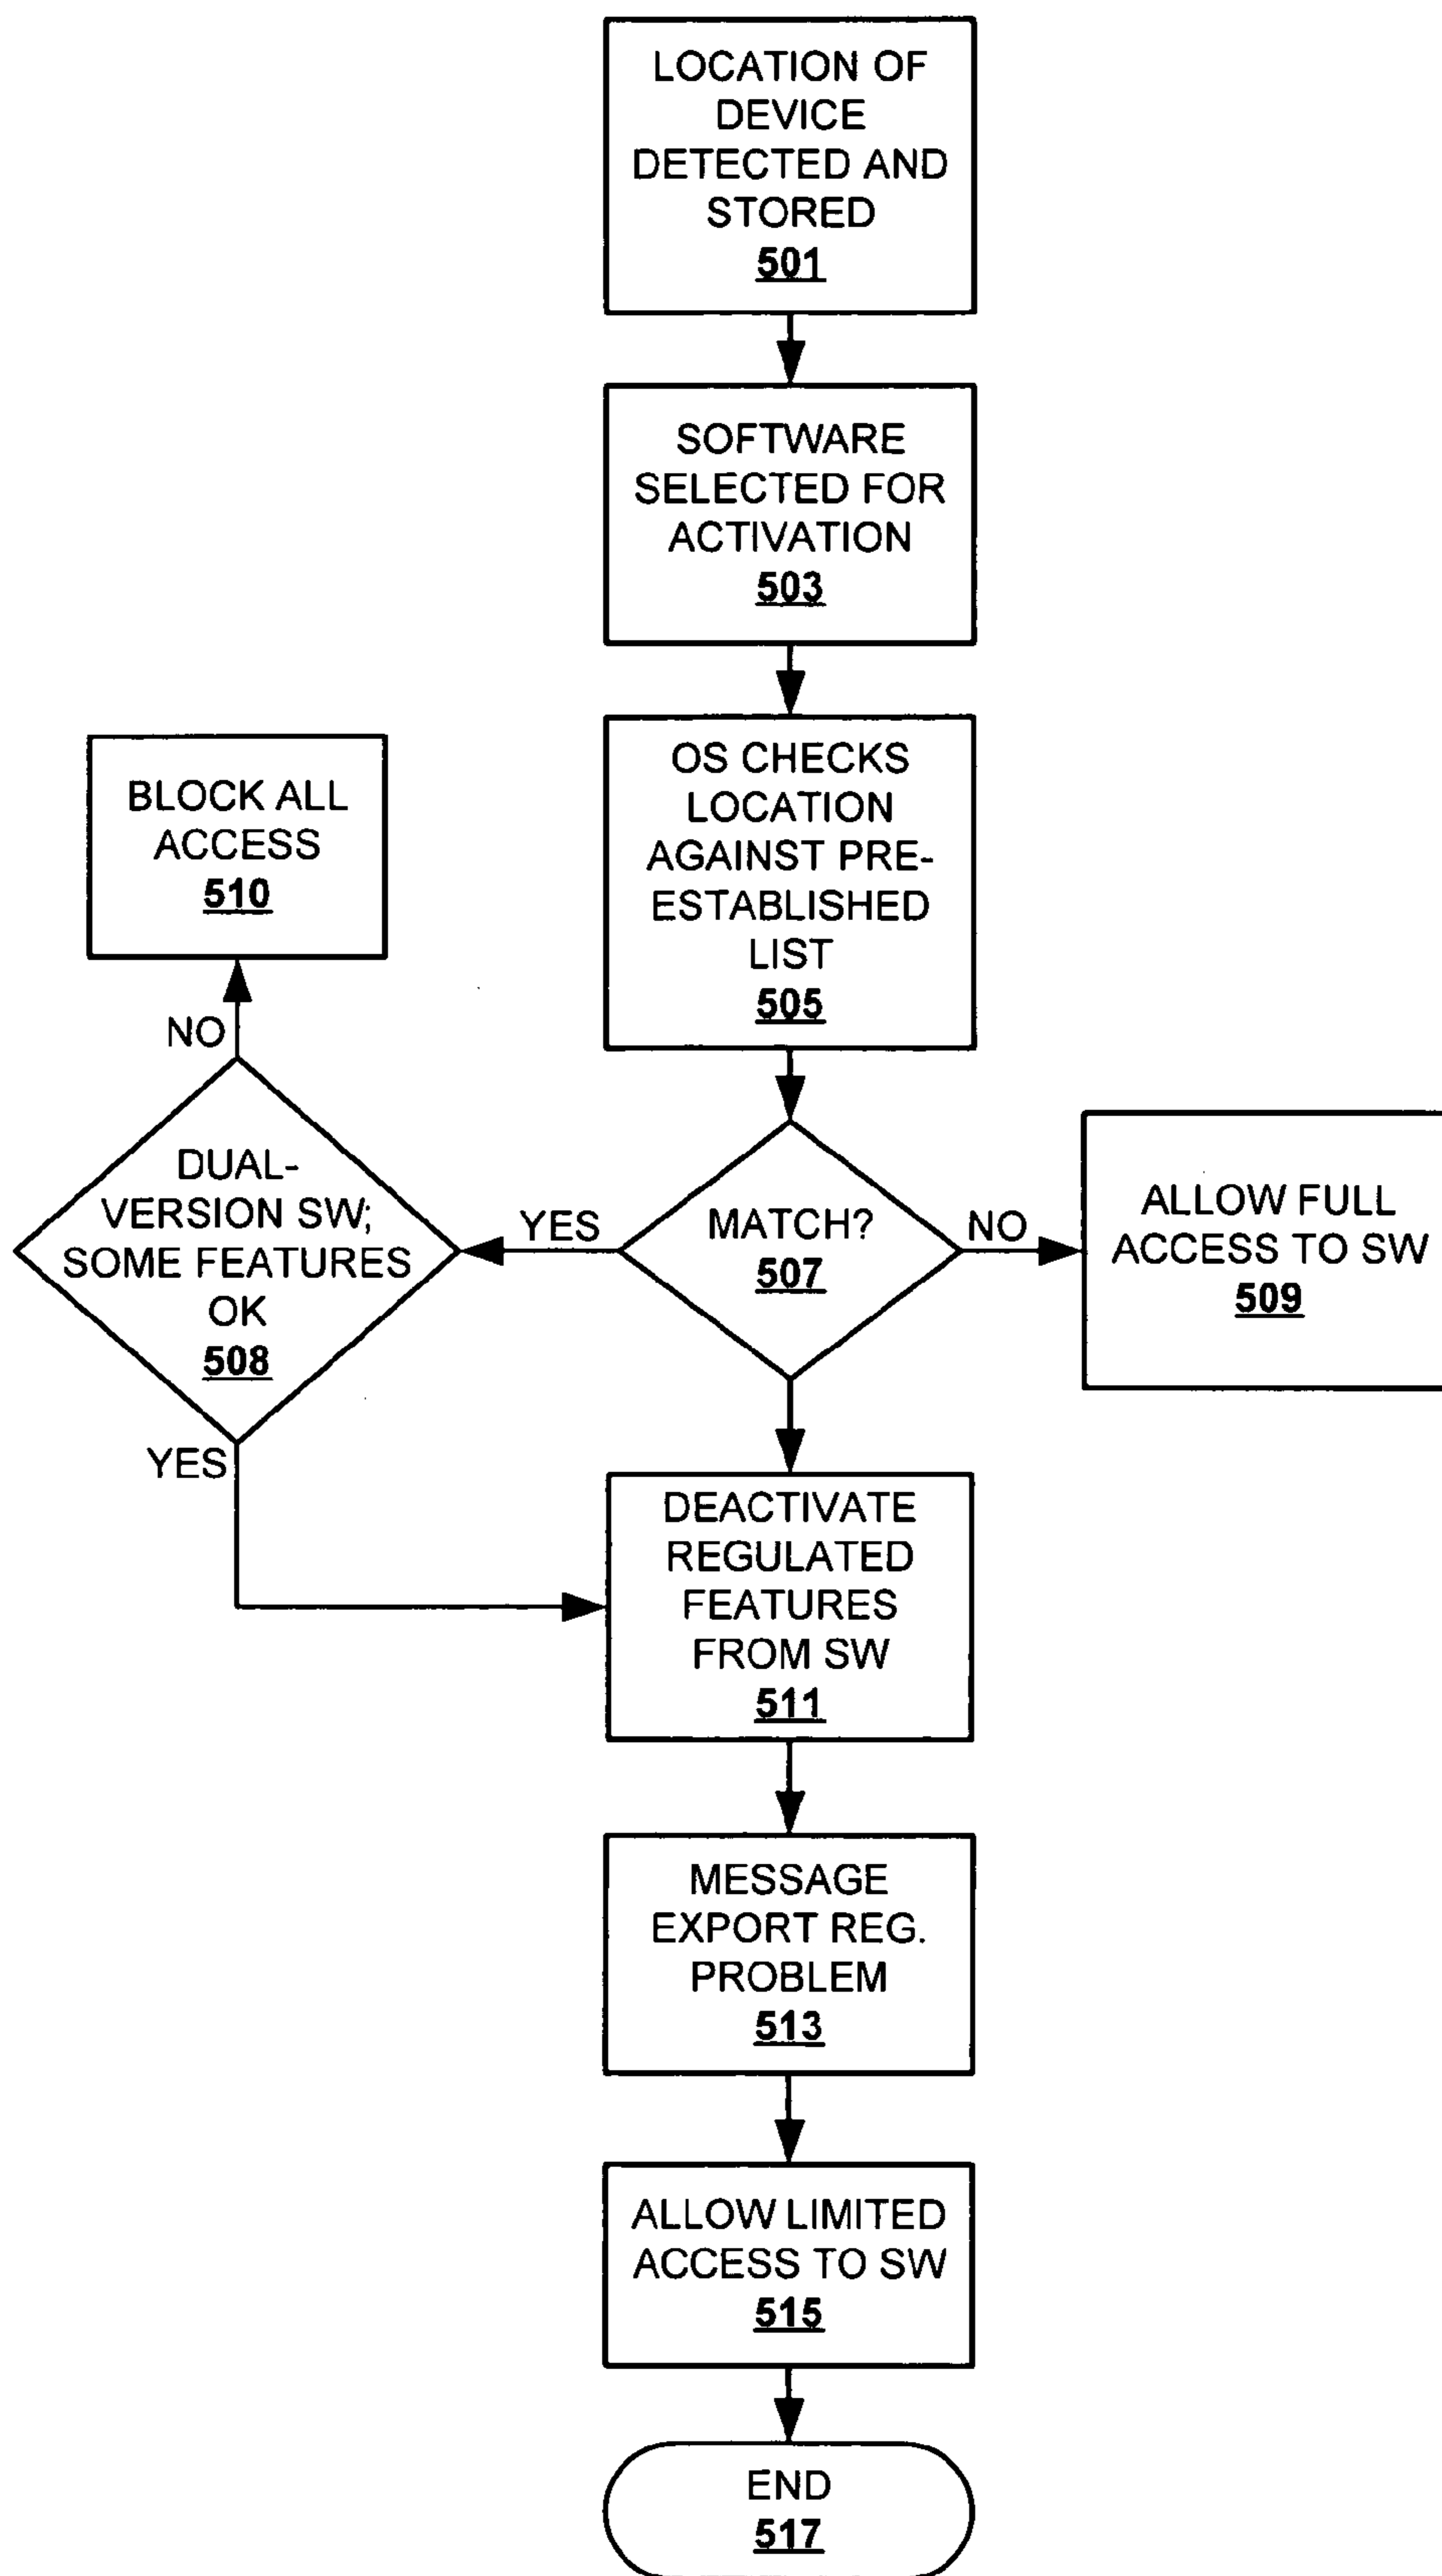 LOCATION OF
DEVICE
DETECTED AND
STORED
501
SOFTWARE
SELECTED FOR
ACTIVATION
503
OS CHECKS
LOCATION
AGAINST PRE-
ESTABLISHED
LIST
505
BLOCK ALL
ACCESS
510
NO
DUAL-
VERSION SW;
SOME FEATURES
OK
508
YES
YES
MATCH?
507
NO
ALLOW FULL
ACCESS TO SW
509
DEACTIVATE
REGULATED
FEATURES
FROM SW
511
MESSAGE
EXPORT REG.
PROBLEM
513
ALLOW LIMITED
ACCESS TO SW
515
END
517